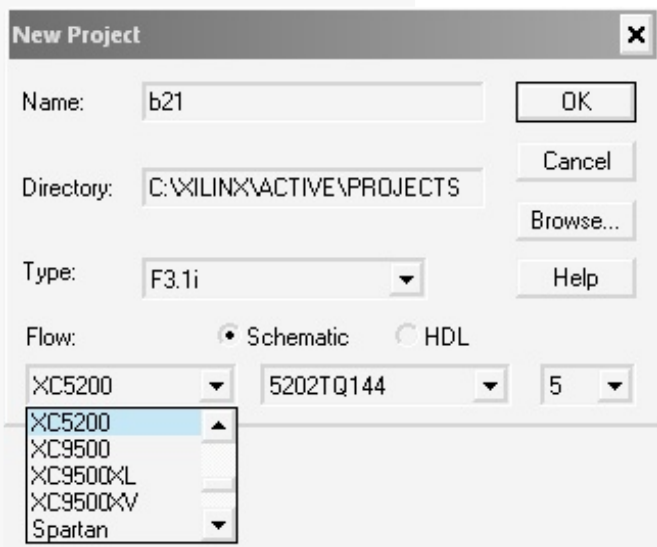 New Project
Name: b21 OK
Cancel
Directory: C:\XILINX\ACTIVE\PROJECTS
Browse...
Type: F3.1i Help
Flow: Schematic HDL
XC5200 5202TQ144 5
XC5200
XC9500
XC9500XL
XC9500XV
Spartan